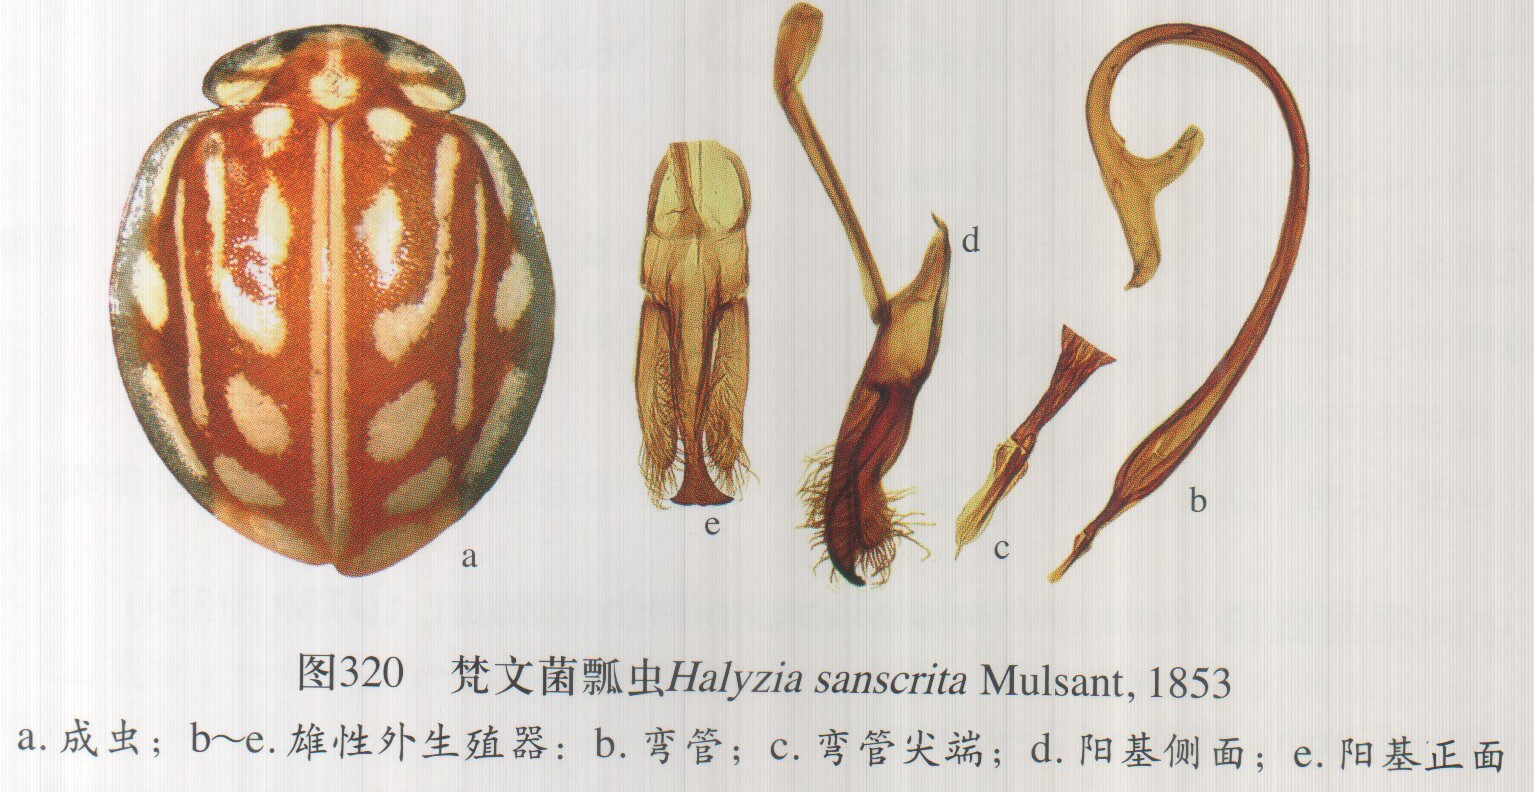 d
b
e
c
a
图320 梵文菌瓢虫Halyzia sanscrita Mulsant, 1853
a. 成虫；b~e. 雄性外生殖器：b. 弯管；c. 弯管尖端；d. 阳基侧面；e. 阳基正面